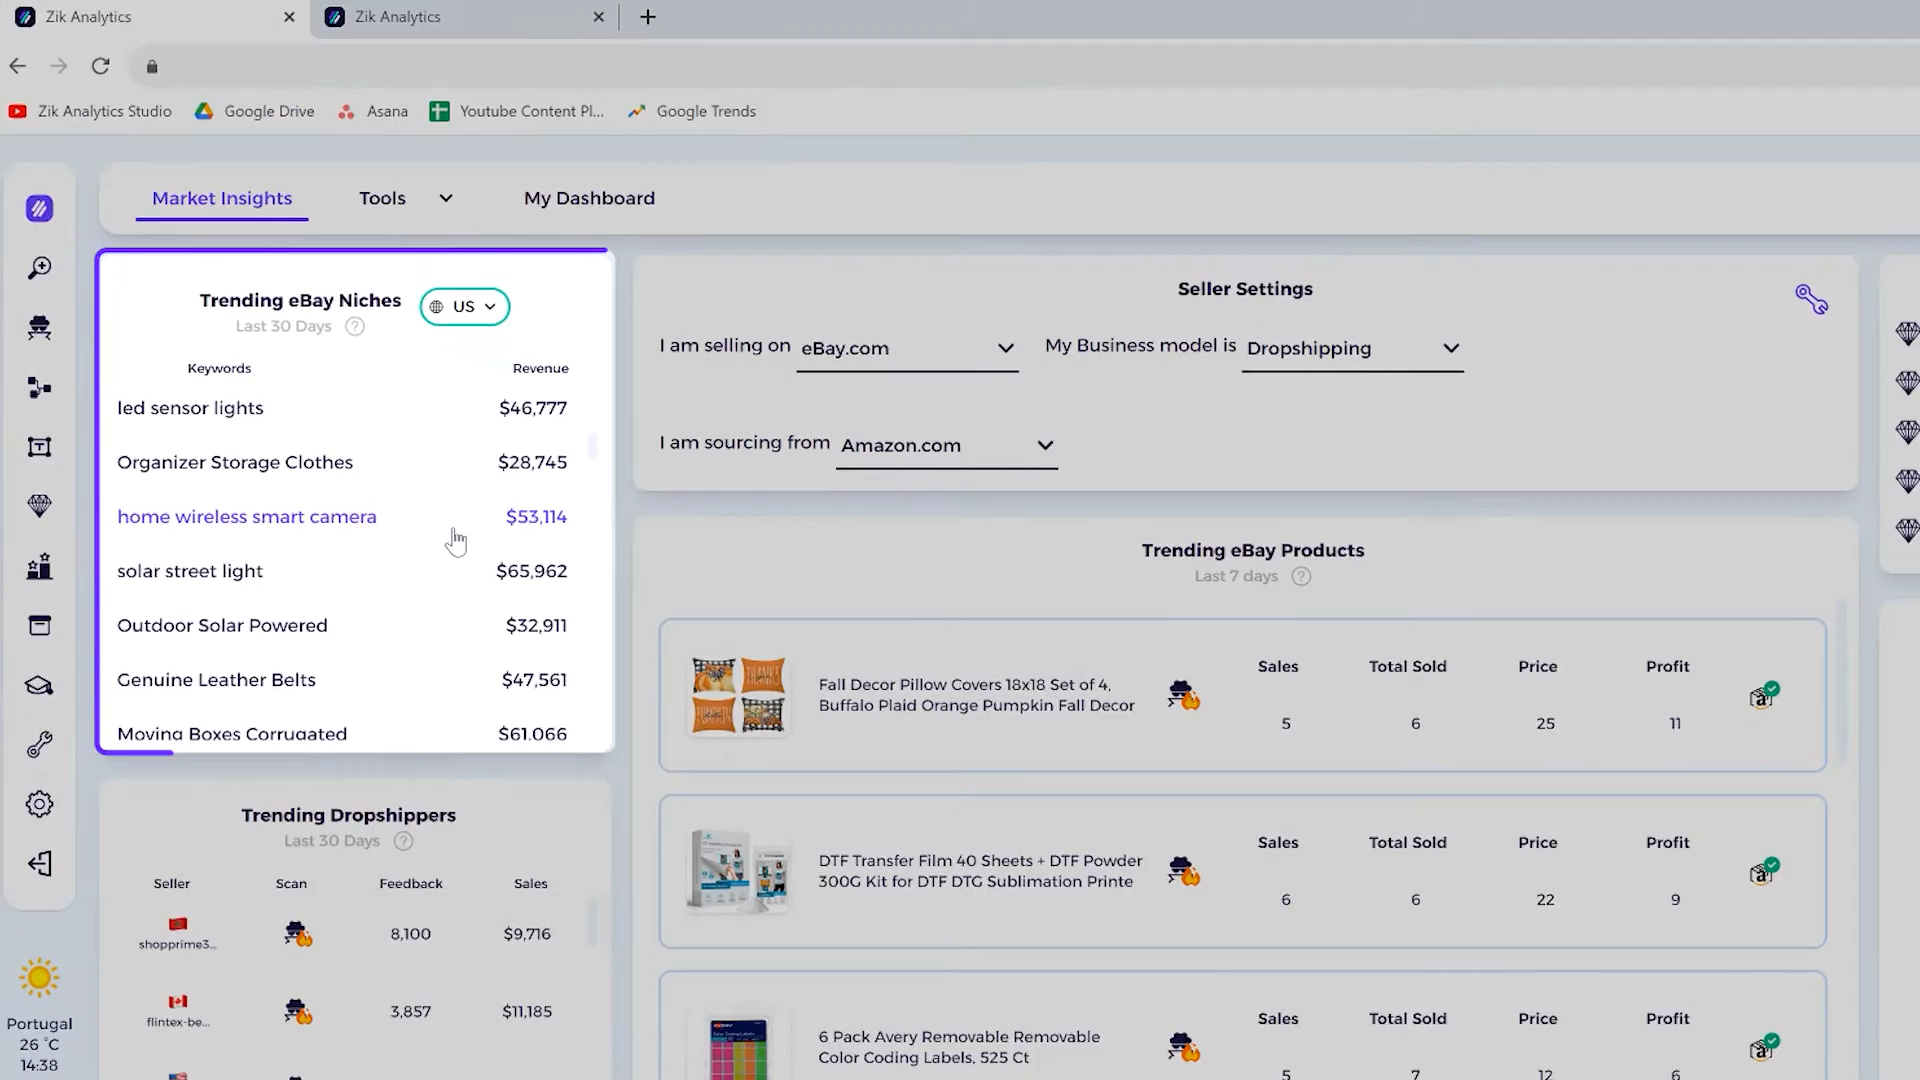 Zik Analytics
Zik Analytics
Zik Analytics Studio
Google Drive
Asana
Youtube Content Pl...
Google Trends
Market Insights
Tools
My Dashboard
Trending eBay Niches
US
Last 30 Days ?
Keywords Revenue
led sensor lights $46,777
Organizer Storage Clothes $28,745
home wireless smart camera $53,114
solar street light $65,962
Outdoor Solar Powered $32,911
Genuine Leather Belts $47,561
Moving Boxes Corrugated $61,066
Seller Settings
I am selling on eBay.com My Business model is Dropshipping
I am sourcing from Amazon.com
Trending eBay Products
Last 7 days ?
Fall Decor Pillow Covers 18x18 Set of 4,
Buffalo Plaid Orange Pumpkin Fall Decor
Sales Total Sold Price Profit
5 6 25 11
DTF Transfer Film 40 Sheets + DTF Powder
300G Kit for DTF DTG Sublimation Printe
Sales Total Sold Price Profit
6 6 22 9
6 Pack Avery Removable Removable
Color Coding Labels, 525 Ct
Sales Total Sold Price Profit
5 7 12 6
Trending Dropshippers
Last 30 Days ?
Seller Scan Feedback Sales
shopprime3... 8,100 $9,716
flintex-be... 3,857 $11,185
Portugal
26 °C
14:38